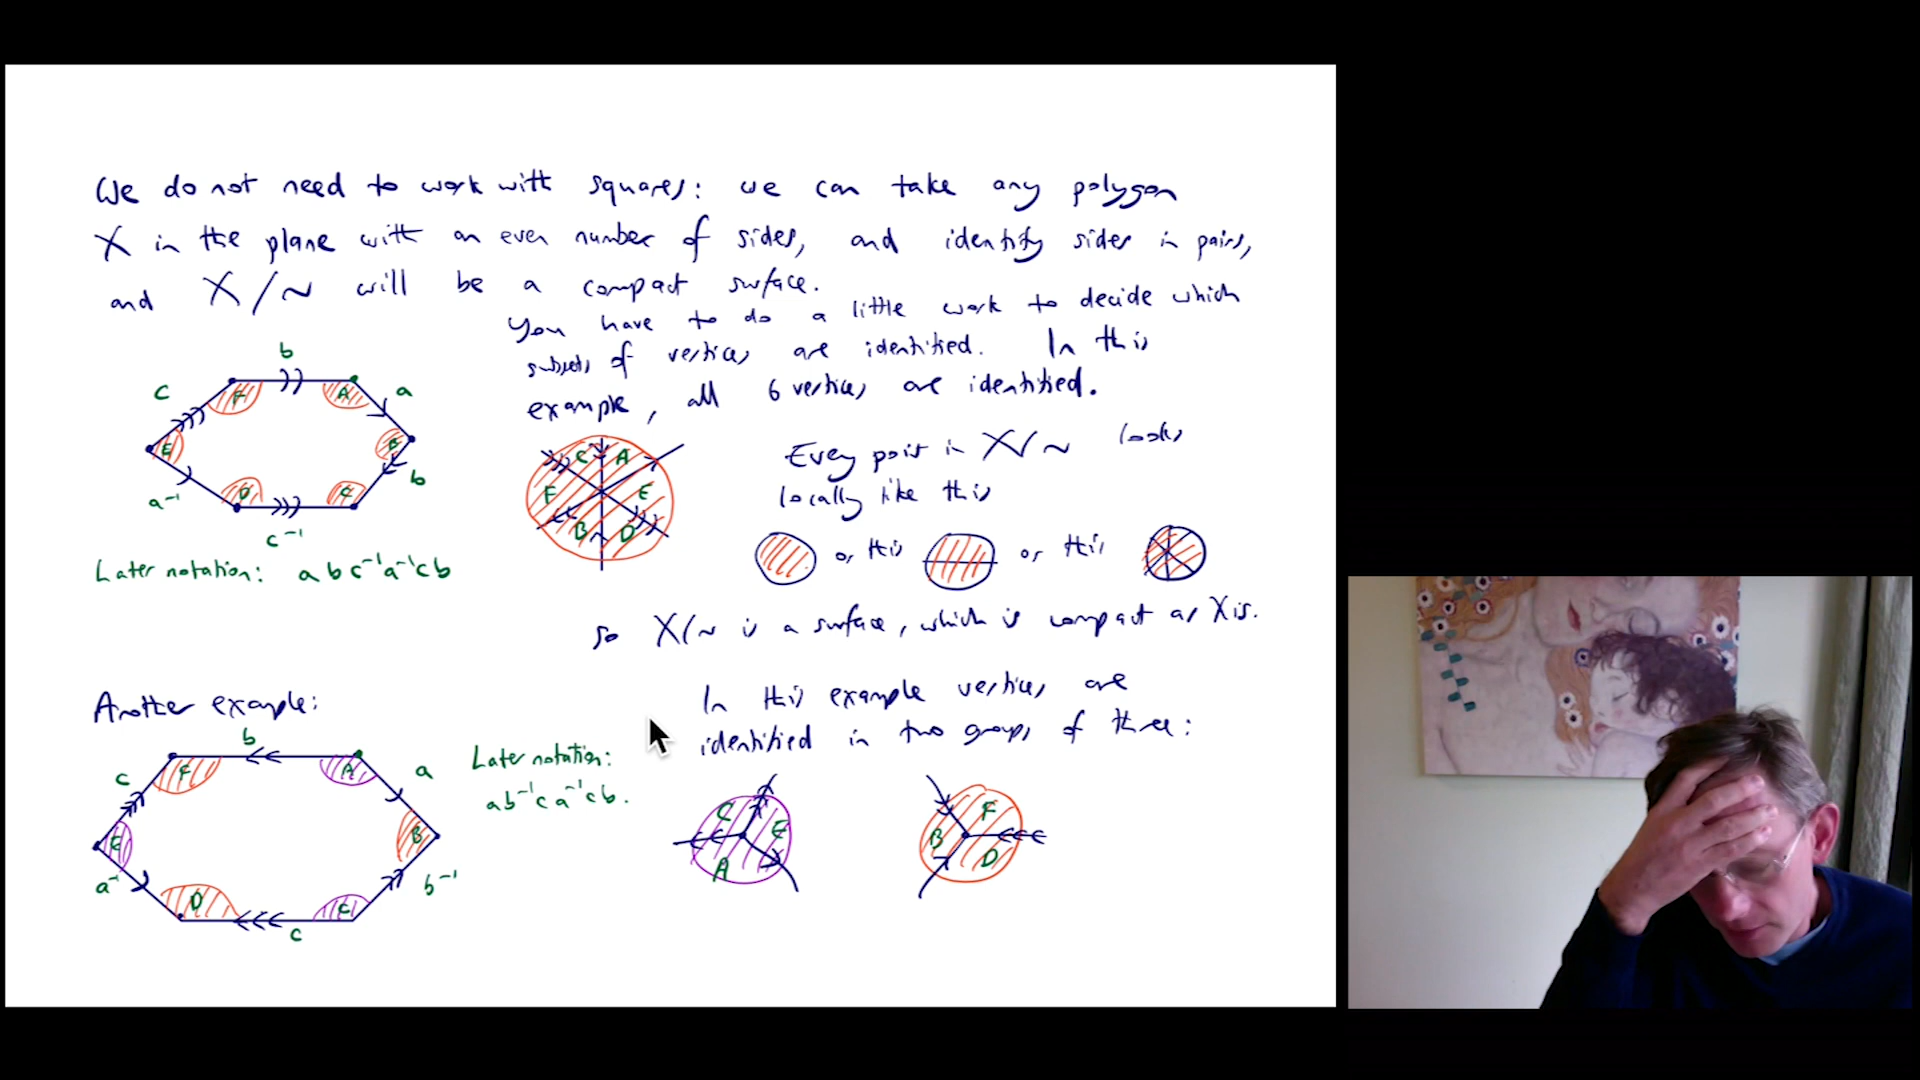 We do not need to work with squares: we can take any polygon
X in the plane with an even number of sides, and identify sides in pairs,
and X/~ will be a compact surface.
You have to do a little work to decide which
subsets of vertices are identified. In this
example, all 6 vertices are identified.
b
c
a
F
A
E
B
a⁻¹
D
C
b
c⁻¹
Later notation: a b c⁻¹ a⁻¹ c b
C A
F E
B D
Every point in X/~ looks
locally like this
or this
or this
so X/~ is a surface, which is compact as X is.
Another example:
In this example vertices are
identified in two groups of three:
b
c
a
F
A
E
B
a⁻¹
D
C
b⁻¹
c
Later notation:
a b⁻¹ c a⁻¹ c b.
C
E
A
F
B
D